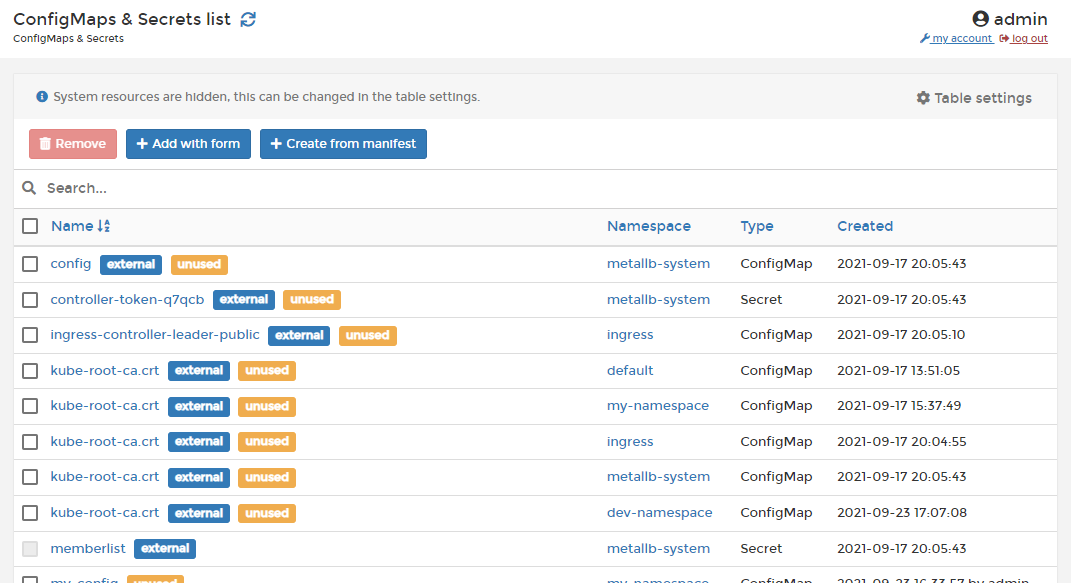 ConfigMaps & Secrets list
ConfigMaps & Secrets
admin
my account log out
System resources are hidden, this can be changed in the table settings.
Table settings
Remove + Add with form + Create from manifest
Search...
Name Namespace Type Created
config external unused metallb-system ConfigMap 2021-09-17 20:05:43
controller-token-q7qcb external unused metallb-system Secret 2021-09-17 20:05:43
ingress-controller-leader-public external unused ingress ConfigMap 2021-09-17 20:05:10
kube-root-ca.crt external unused default ConfigMap 2021-09-17 13:51:05
kube-root-ca.crt external unused my-namespace ConfigMap 2021-09-17 15:37:49
kube-root-ca.crt external unused ingress ConfigMap 2021-09-17 20:04:55
kube-root-ca.crt external unused metallb-system ConfigMap 2021-09-17 20:05:43
kube-root-ca.crt external unused dev-namespace ConfigMap 2021-09-23 17:07:08
memberlist external metallb-system Secret 2021-09-17 20:05:43
my-config unused my-namespace ConfigMap 2021-09-23 16:33:57 by admin